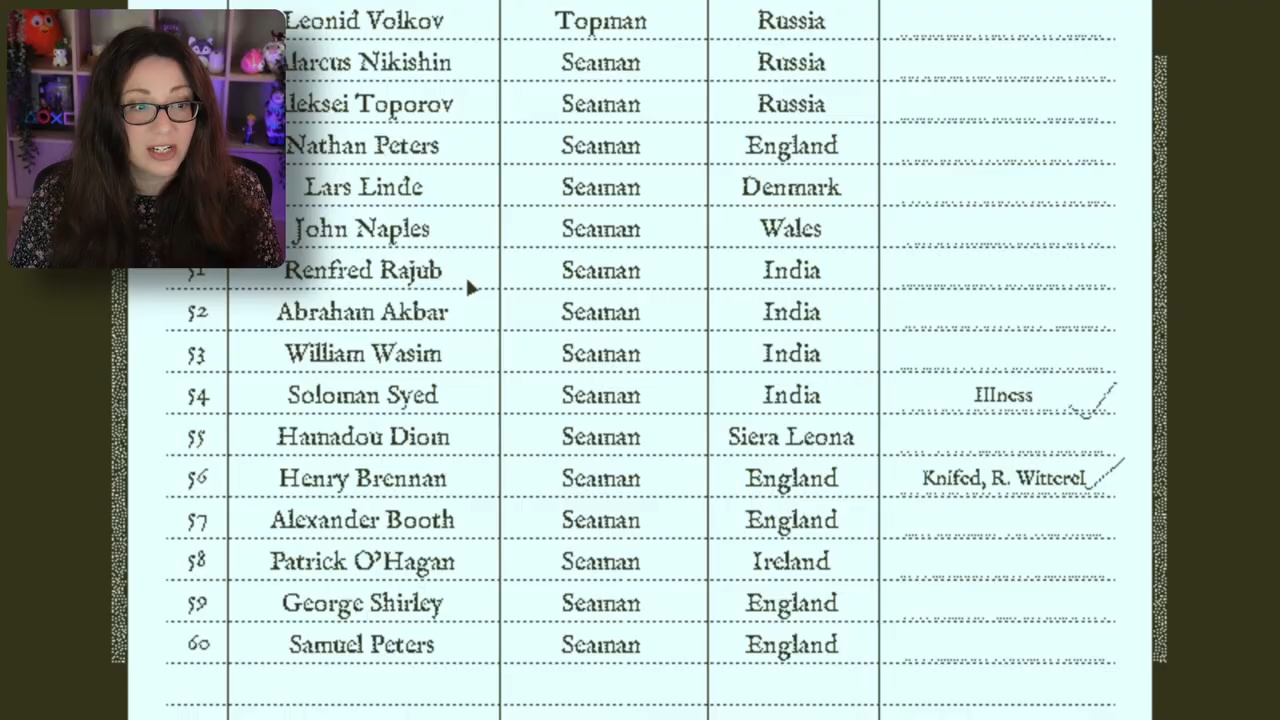 Leonid Volkov Topman Russia
larcus Nikishin Seaman Russia
leksei Toporov Seaman Russia
Nathan Peters Seaman England
Lars Linde Seaman Denmark
John Naples Seaman Wales
51 Renfred Rajub Seaman India
52 Abraham Akbar Seaman India
53 William Wasim Seaman India
54 Soloman Syed Seaman India Illness
55 Hamadou Diom Seaman Siera Leona
56 Henry Brennan Seaman England Knifed, R. Witterel
57 Alexander Booth Seaman England
58 Patrick O'Hagan Seaman Ireland
59 George Shirley Seaman England
60 Samuel Peters Seaman England